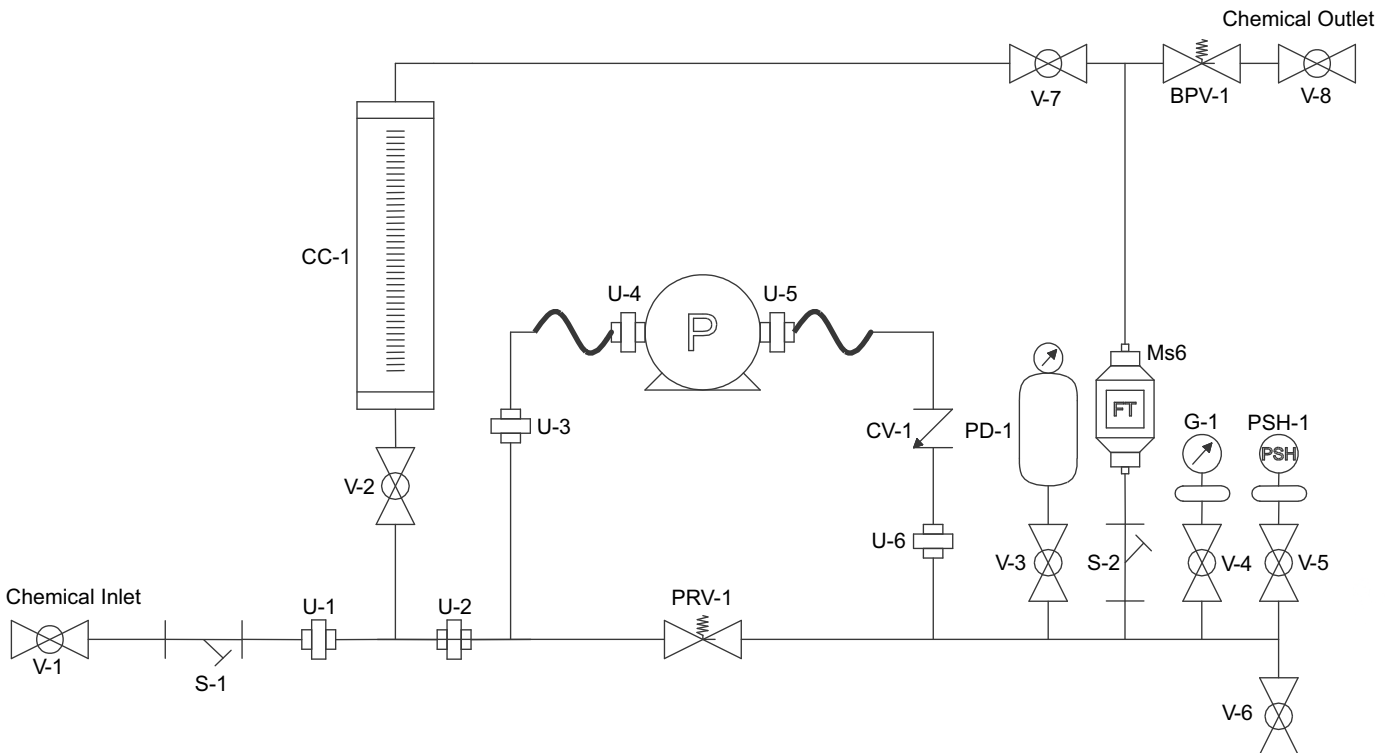 Chemical Outlet
V-7
BPV-1
V-8
CC-1
U-4
U-5
P
Ms6
FT
U-3
CV-1
PD-1
G-1
PSH-1
PSH
V-2
U-6
V-3
S-2
V-4
V-5
Chemical Inlet
U-1
U-2
PRV-1
V-1
S-1
V-6